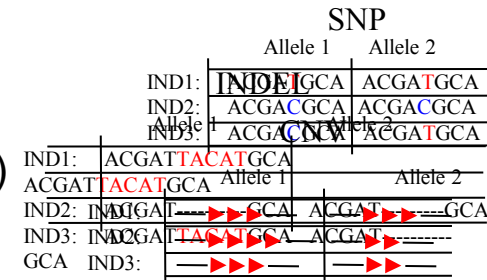 SNP
Allele 1 Allele 2
IND1: ACGATGCA ACGATGCA
INDEL
IND2: ACGACGCA ACGACGCA
IND3: ACGACGCA ACGATGCA
CNV
Allele 1 Allele 2
IND1: ACGATTACATGCA
ACGATTACATGCA
Allele 1 Allele 2
IND2: ACGAT--------GCA ACGAT--------GCA
IND1:
IND3: ACGATTACATGCA ACGAT--------
IND2:
GCA
IND3:
)